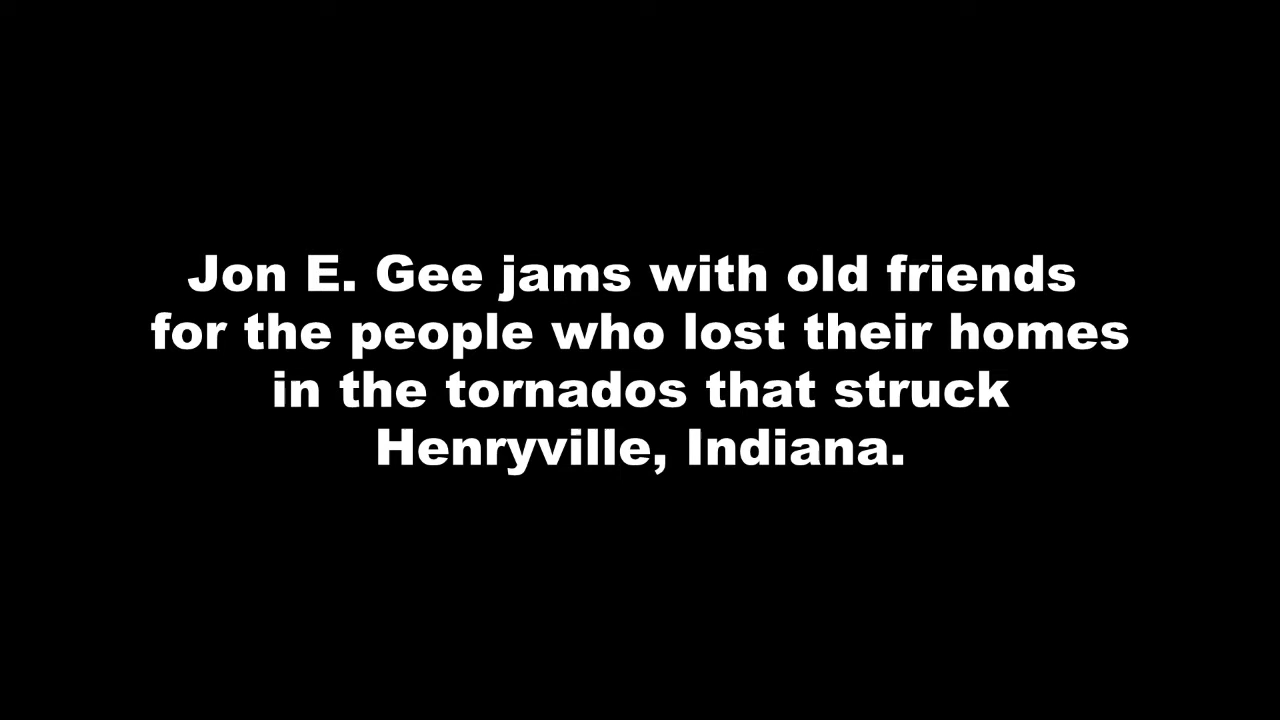 Jon E. Gee jams with old friends
for the people who lost their homes
in the tornados that struck
Henryville, Indiana.